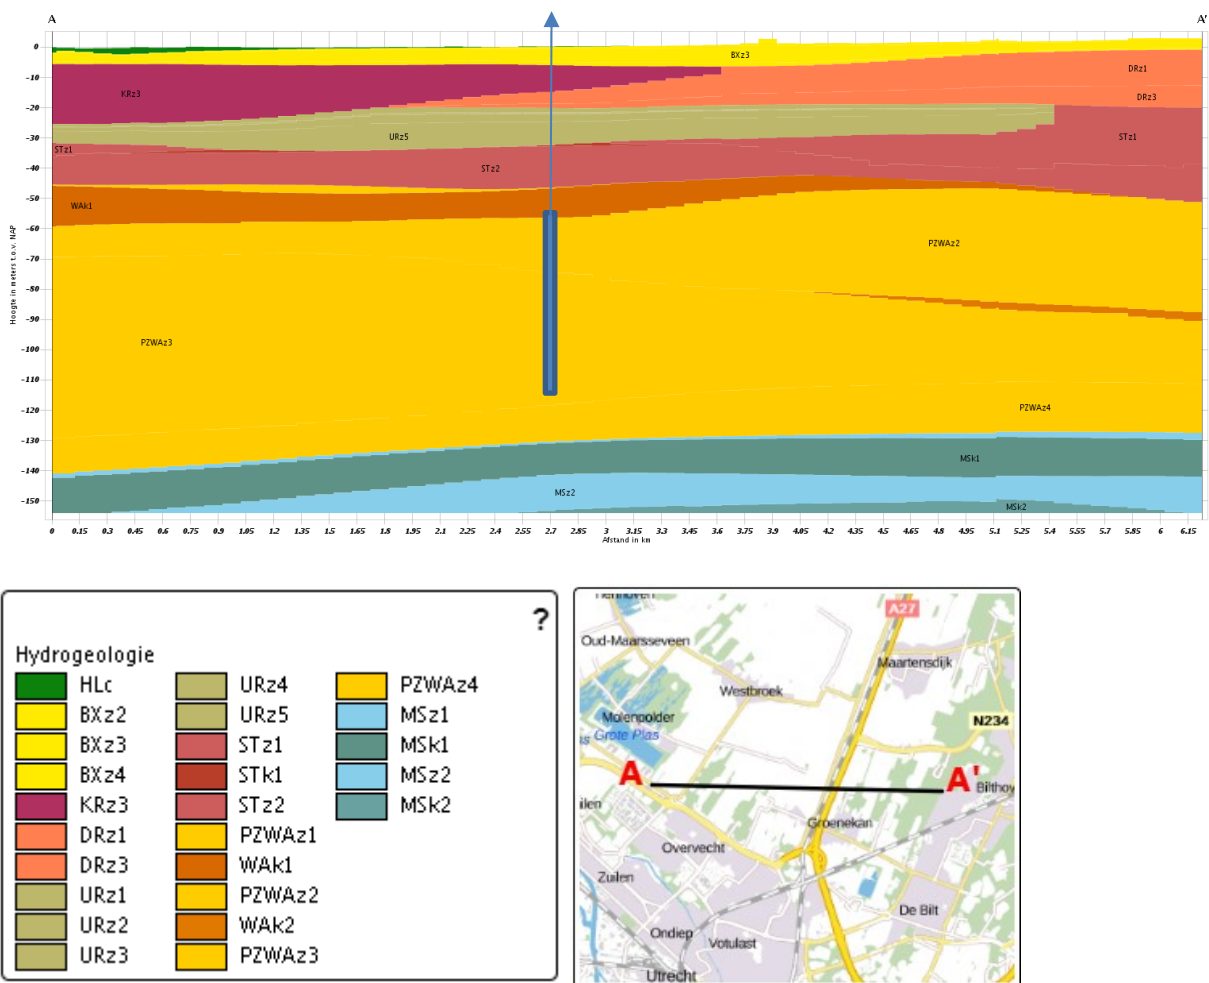 A
A'
0
-10
-20
-30
-40
-50
-60
-70
-80
-90
-100
-110
-120
-130
-140
-150
Hoogte in meters t.o.v. NAP
BXz3
DRz1
KRz3
DRz3
URz5
STz1
STz1
STz2
WAk1
PZWAz2
PZWAz3
PZWAz4
MSk1
MSz2
MSk2
0 0.15 0.3 0.45 0.6 0.75 0.9 1.05 1.2 1.35 1.5 1.65 1.8 1.95 2.1 2.25 2.4 2.55 2.7 2.85 3 3.15 3.3 3.45 3.6 3.75 3.9 4.05 4.2 4.35 4.5 4.65 4.8 4.95 5.1 5.25 5.4 5.55 5.7 5.85 6 6.15
Afstand in km
?
Hydrogeologie
HLc
BXz2
BXz3
BXz4
KRz3
DRz1
DRz3
URz1
URz2
URz3
URz4
URz5
STz1
STk1
STz2
PZWAz1
WAk1
PZWAz2
WAk2
PZWAz3
PZWAz4
MSz1
MSk1
MSz2
MSk2
A27
Oud-Maarsseveen
Maartensdijk
Westbroek
Molenpolder
N234
Grote Plas
A
A'
Bilthov
Groenekan
Overvecht
Zuilen
De Bilt
Ondiep
Votulast
Utrecht